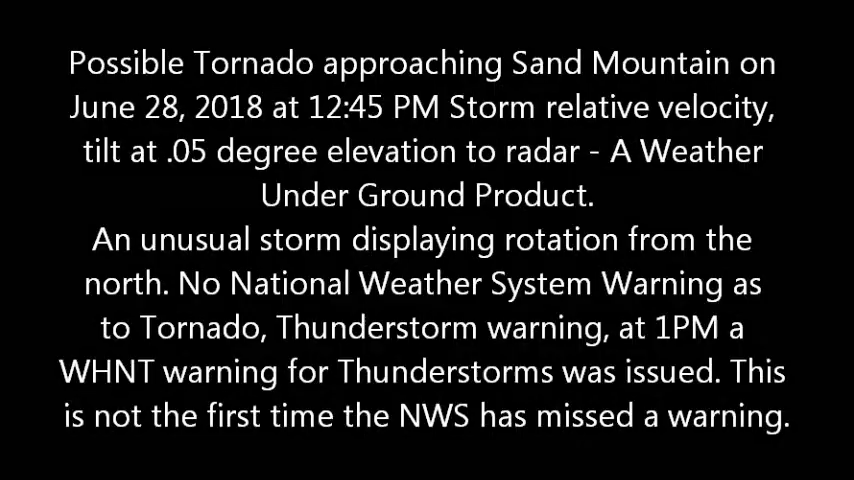 Possible Tornado approaching Sand Mountain on
June 28, 2018 at 12:45 PM Storm relative velocity,
tilt at .05 degree elevation to radar - A Weather
Under Ground Product.
An unusual storm displaying rotation from the
north. No National Weather System Warning as
to Tornado, Thunderstorm warning, at 1PM a
WHNT warning for Thunderstorms was issued. This
is not the first time the NWS has missed a warning.